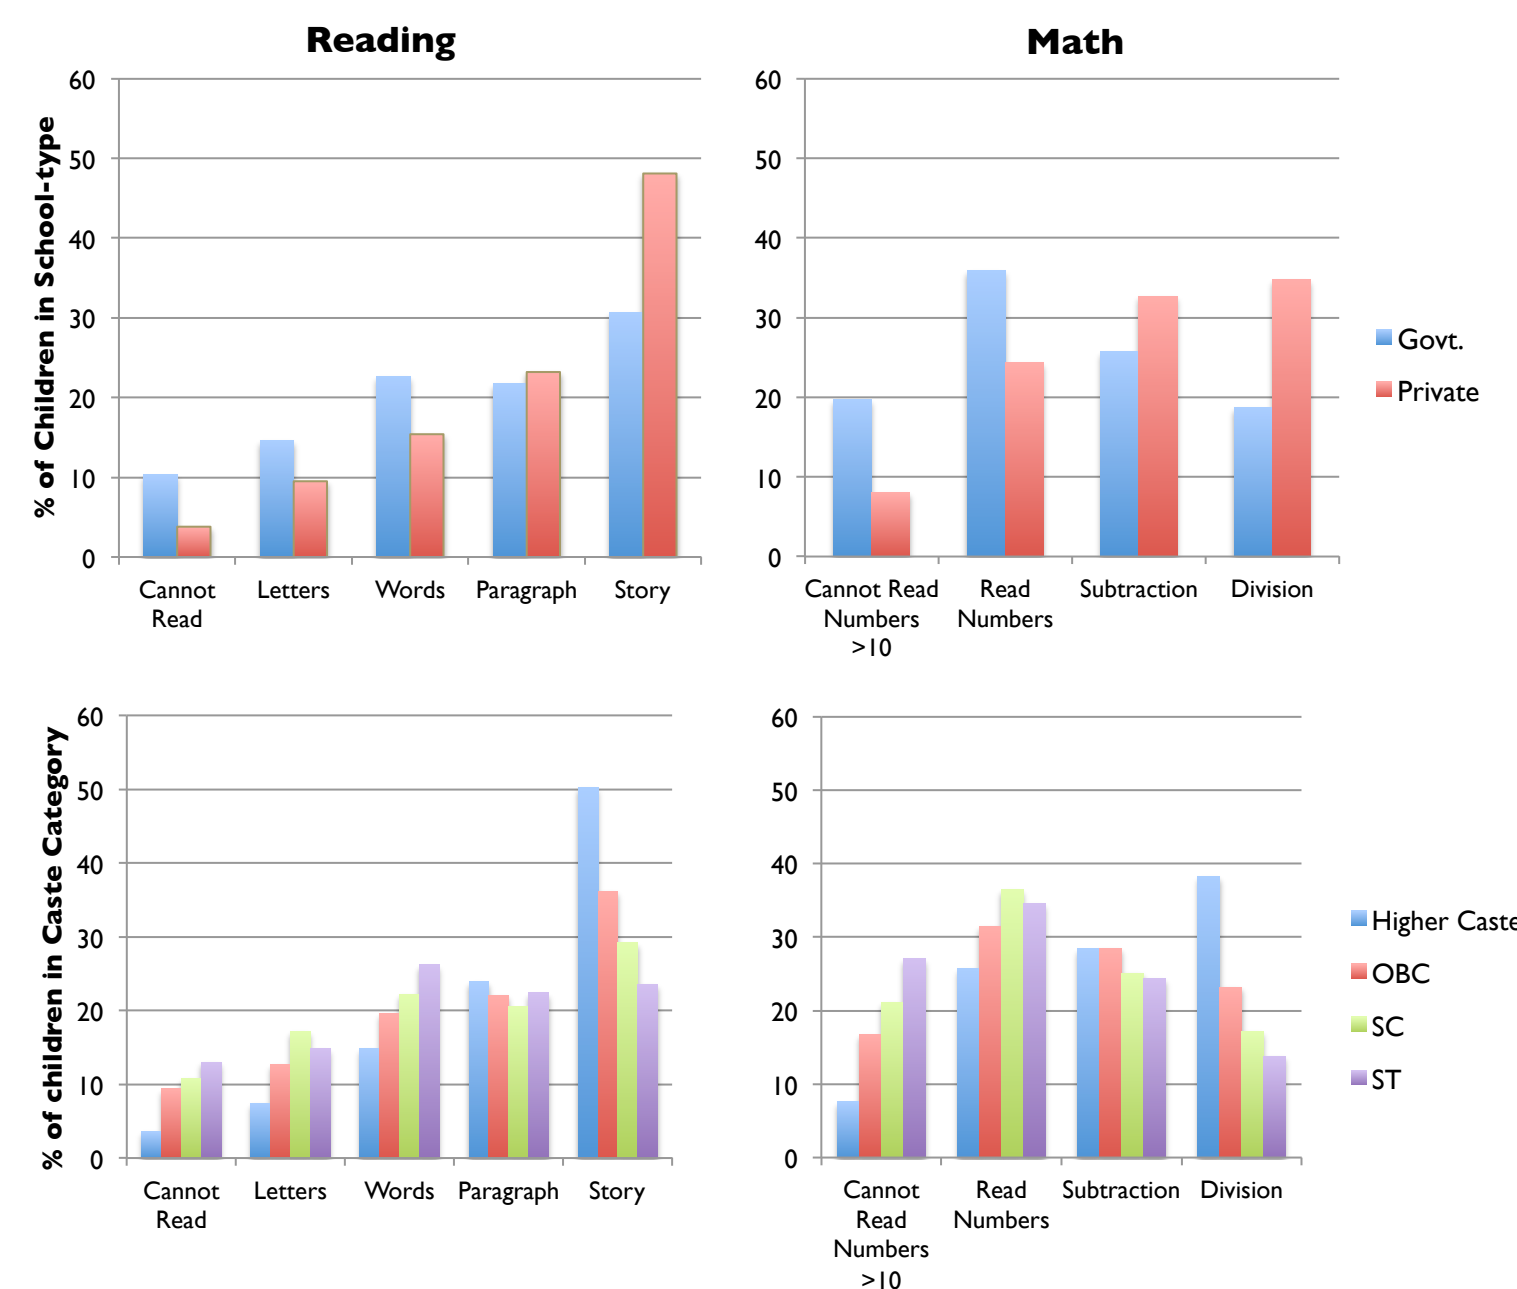 Reading
60
50
40
30
20
10
0
% of Children in School-type
Cannot Letters Words Paragraph Story
Read
Math
60
50
40
30
20
10
0
Cannot Read Read Subtraction Division
Numbers Numbers
>10
Govt.
Private
60
50
40
30
20
10
0
% of children in Caste Category
Cannot Letters Words Paragraph Story
Read
60
50
40
30
20
10
0
Cannot Read Subtraction Division
Read Numbers
Numbers
>10
Higher Caste
OBC
SC
ST